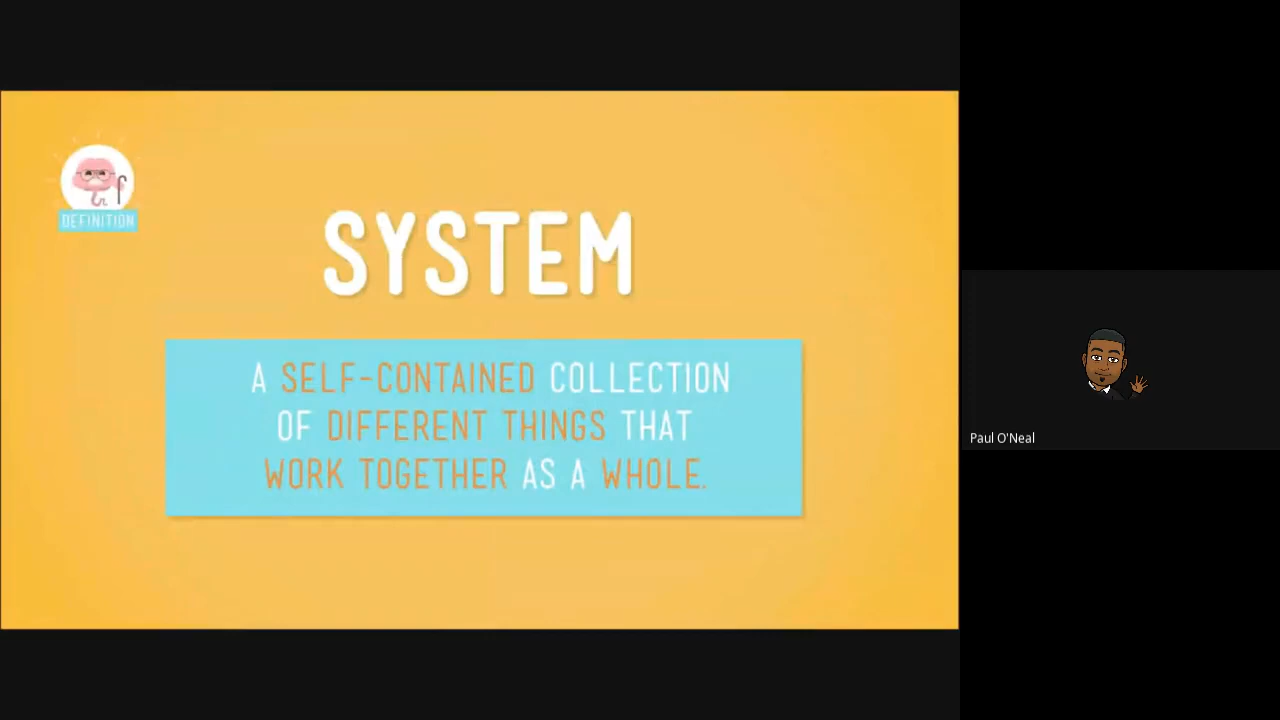 DEFINITION
SYSTEM
A SELF-CONTAINED COLLECTION
OF DIFFERENT THINGS THAT
WORK TOGETHER AS A WHOLE.
Paul O'Neal